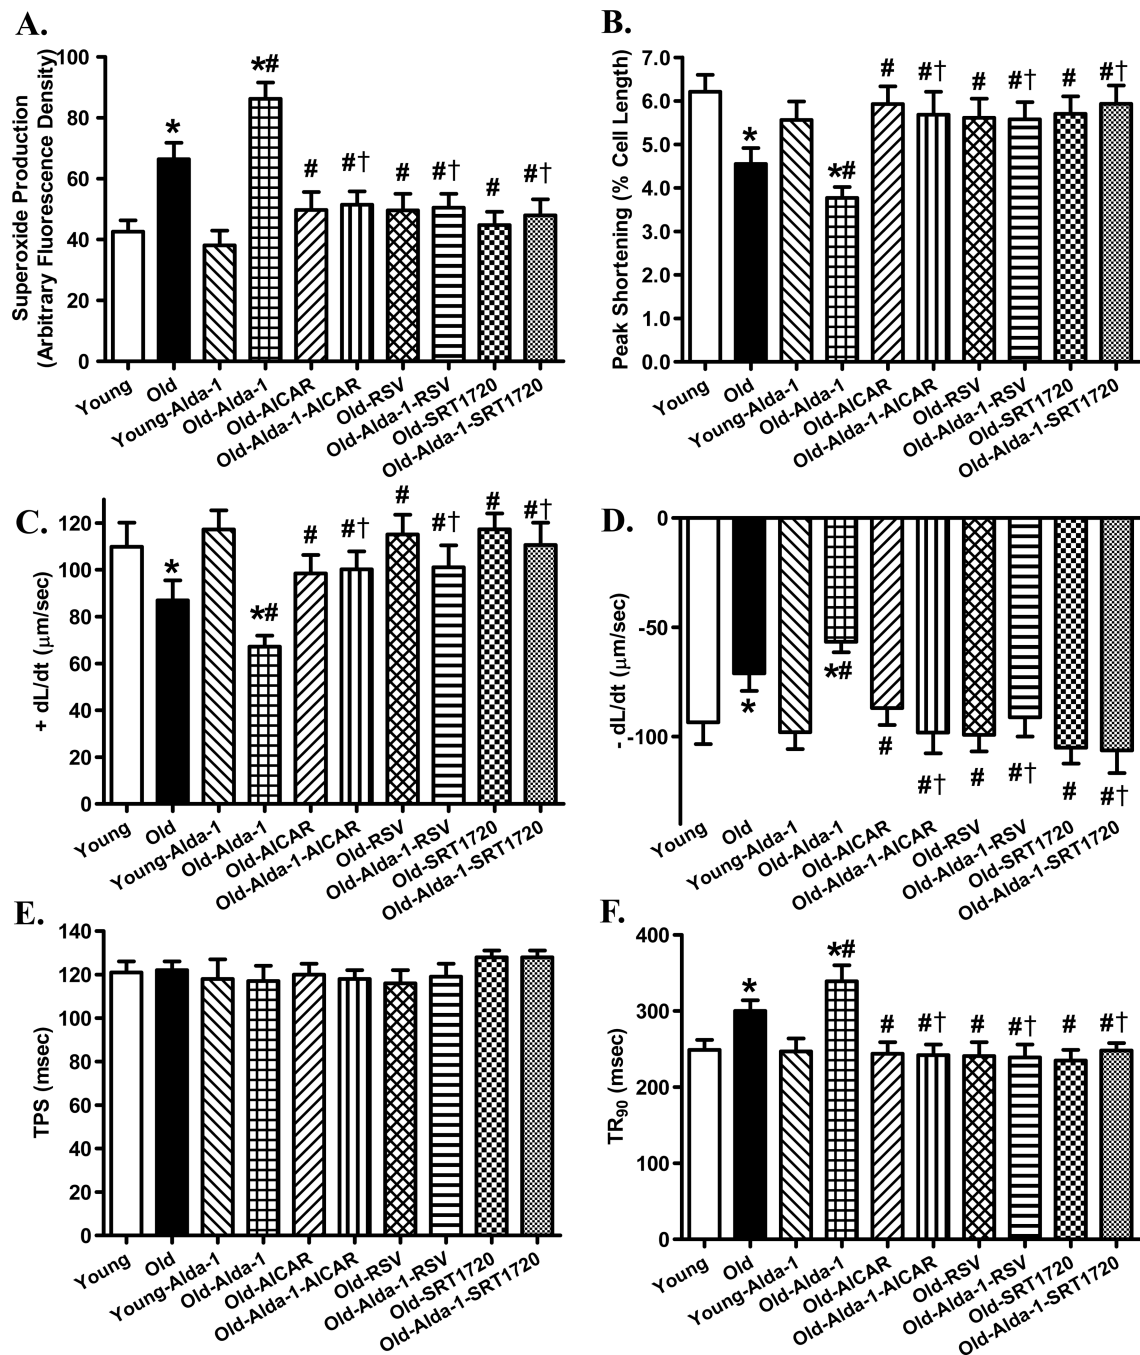 A.
Superoxide Production
(Arbitrary Fluorescence Density)
100
80
60
40
20
0
*
*#
#
#†
#
#†
#
#†
Young
Old
Young-Alda-1
Old-Alda-1
Old-AICAR
Old-Alda-1-AICAR
Old-RSV
Old-Alda-1-RSV
Old-SRT1720
Old-Alda-1-SRT1720
B.
Peak Shortening (% Cell Length)
7.0
6.0
5.0
4.0
3.0
2.0
1.0
0.0
*
*#
#
#†
#
#†
#
#†
Young
Old
Young-Alda-1
Old-Alda-1
Old-AICAR
Old-Alda-1-AICAR
Old-RSV
Old-Alda-1-RSV
Old-SRT1720
Old-Alda-1-SRT1720
C.
+ dL/dt (μm/sec)
120
100
80
60
40
20
0
*
*#
#
#†
#
#†
#
#†
Young
Old
Young-Alda-1
Old-Alda-1
Old-AICAR
Old-Alda-1-AICAR
Old-RSV
Old-Alda-1-RSV
Old-SRT1720
Old-Alda-1-SRT1720
D.
- dL/dt (μm/sec)
0
-50
-100
*
*#
#
#†
#
#†
#
#†
Young
Old
Young-Alda-1
Old-Alda-1
Old-AICAR
Old-Alda-1-AICAR
Old-RSV
Old-Alda-1-RSV
Old-SRT1720
Old-Alda-1-SRT1720
E.
TPS (msec)
140
120
100
80
60
40
20
0
Young
Old
Young-Alda-1
Old-Alda-1
Old-AICAR
Old-Alda-1-AICAR
Old-RSV
Old-Alda-1-RSV
Old-SRT1720
Old-Alda-1-SRT1720
F.
TR90 (msec)
400
300
200
100
0
*
*#
#
#†
#
#†
#
#†
Young
Old
Young-Alda-1
Old-Alda-1
Old-AICAR
Old-Alda-1-AICAR
Old-RSV
Old-Alda-1-RSV
Old-SRT1720
Old-Alda-1-SRT1720